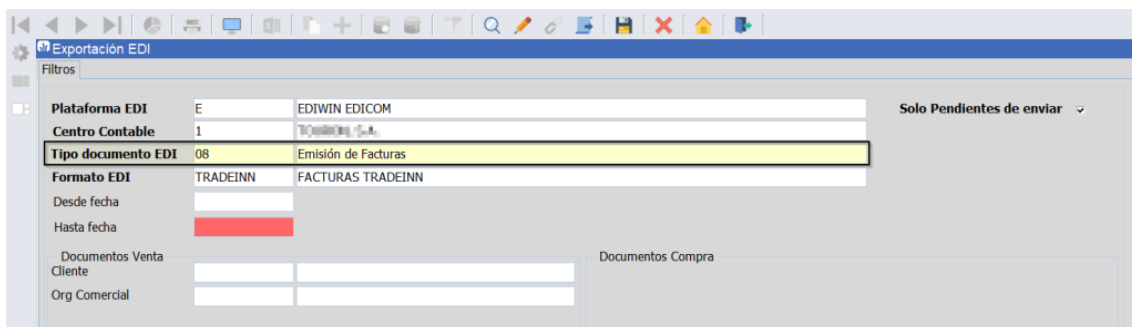 Exportación EDI
Filtros
Plataforma EDI E EDIWIN EDICOM Solo Pendientes de enviar
Centro Contable 1
Tipo documento EDI 08 Emisión de Facturas
Formato EDI TRADEINN FACTURAS TRADEINN
Desde fecha
Hasta fecha
Documentos Venta Documentos Compra
Cliente
Org Comercial